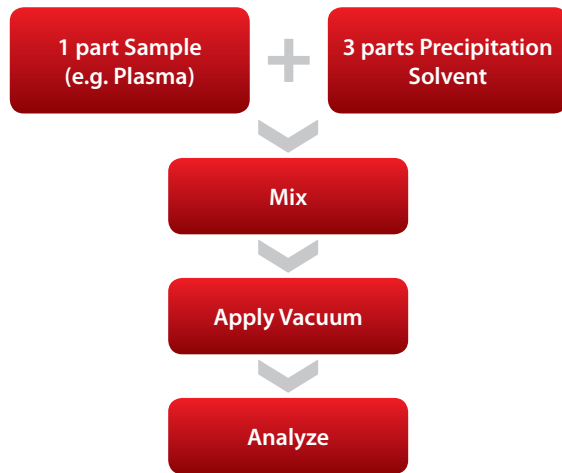 1 part Sample
(e.g. Plasma)
+
3 parts Precipitation
Solvent
Mix
Apply Vacuum
Analyze